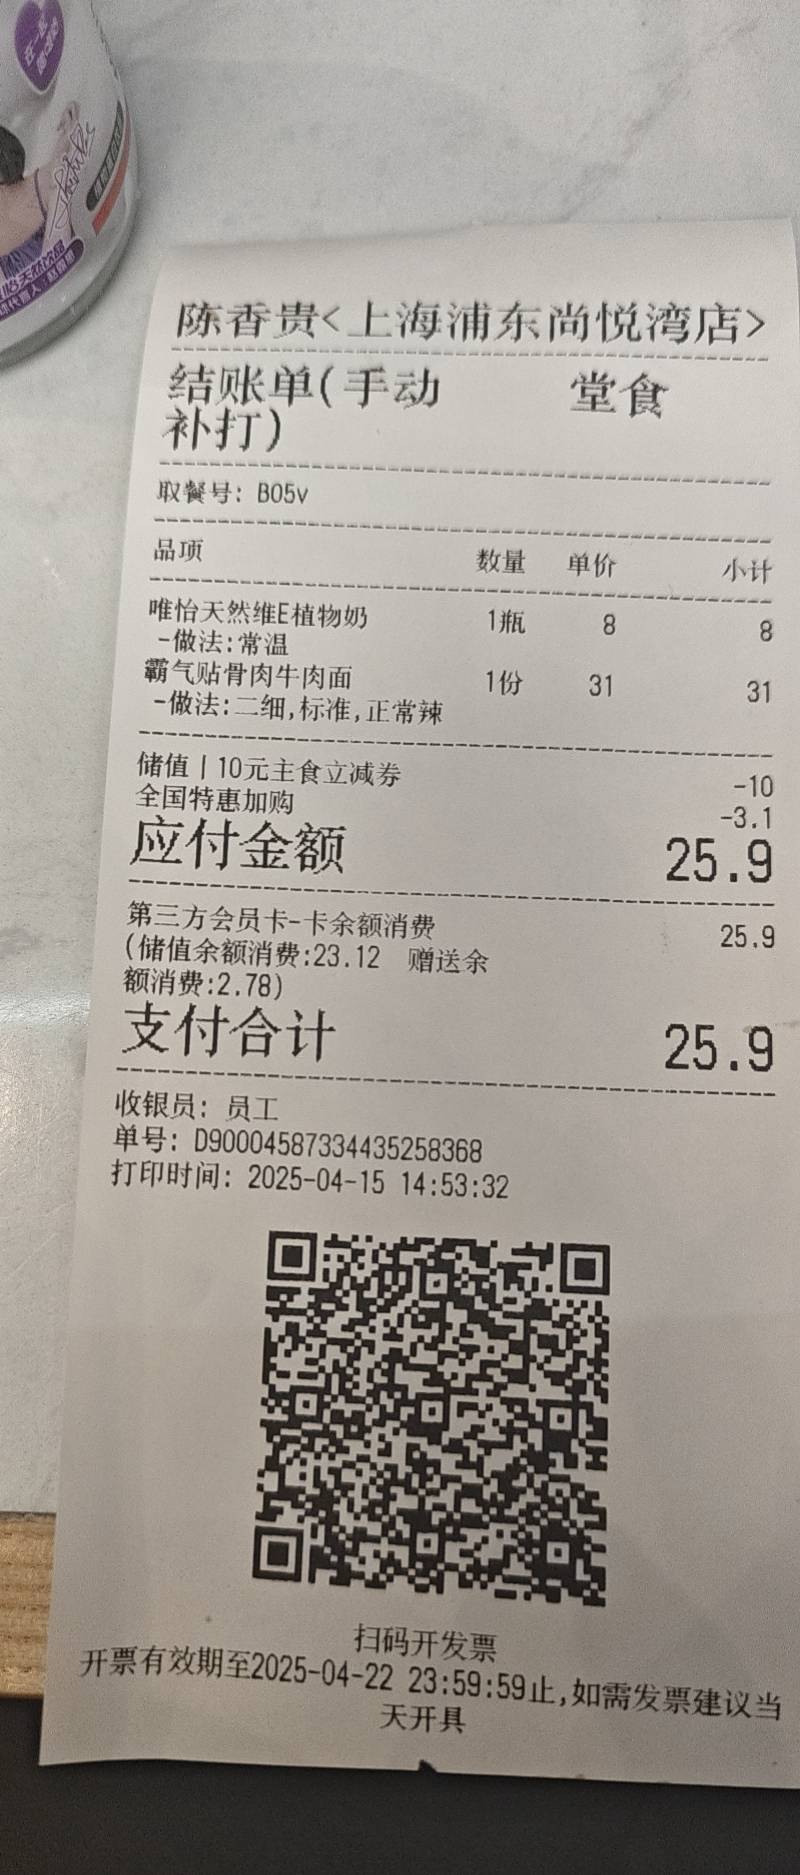 陈香贵<上海浦东尚悦湾店>
结账单(手动 堂食
补打)
取餐号: B05v
品项 数量 单价 小计
唯怡天然维E植物奶 1瓶 8 8
-做法:常温
霸气贴骨肉牛肉面 1份 31 31
-做法:二细,标准,正常辣
储值|10元主食立减券 -10
全国特惠加购 -3.1
应付金额 25.9
第三方会员卡-卡余额消费 25.9
(储值余额消费:23.12 赠送余
额消费:2.78)
支付合计 25.9
收银员: 员工
单号: D90004587334435258368
打印时间: 2025-04-15 14:53:32
扫码开发票
开票有效期至2025-04-22 23:59:59止,如需发票建议当
天开具